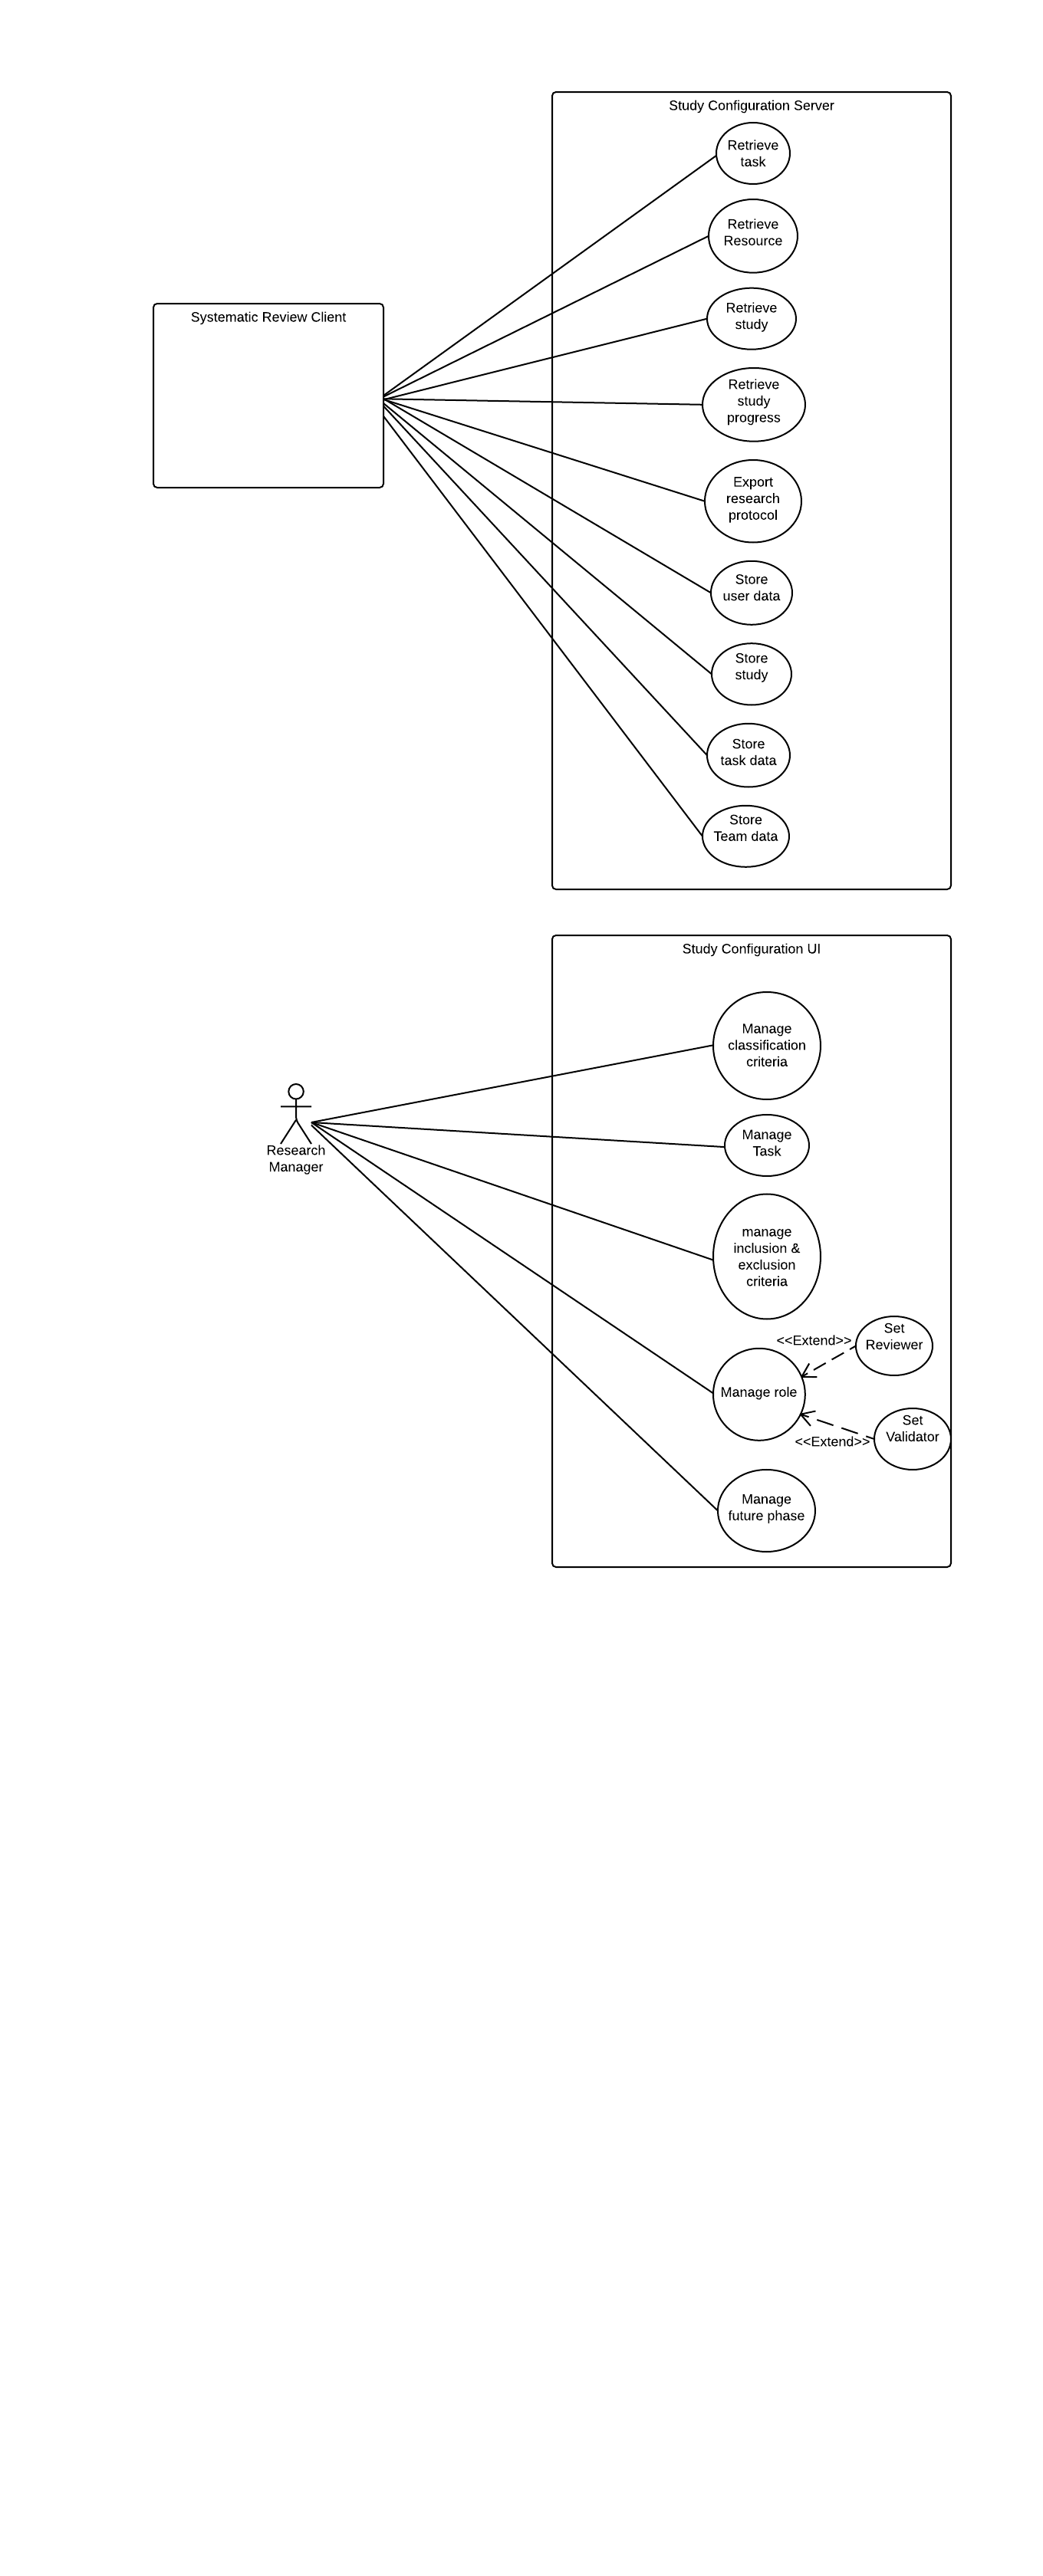 Study Configuration Server
Retrieve
task
Retrieve
Resource
Systematic Review Client
Retrieve
study
Retrieve
study
progress
Export
research
protocol
Store
user data
Store
study
Store
task data
Store
Team data
Study Configuration UI
Manage
classification
criteria
Research
Manager
Manage
Task
manage
inclusion &
exclusion
criteria
Set
Reviewer
<<Extend>>
Manage role
Set
Validator
<<Extend>>
Manage
future phase